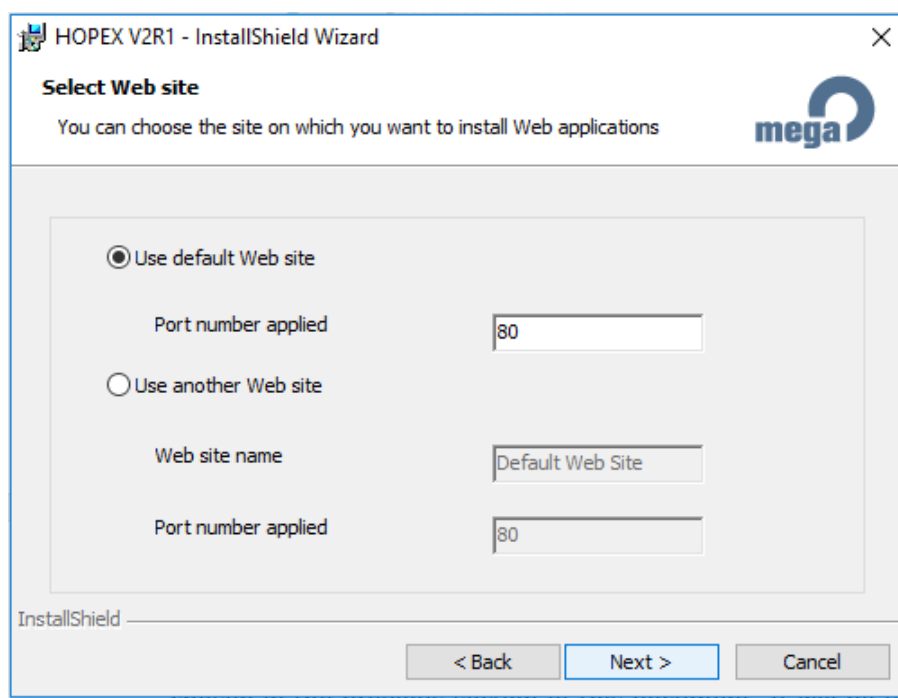 HOPEX V2R1 - InstallShield Wizard
Select Web site
You can choose the site on which you want to install Web applications
mega
Use default Web site
Port number applied
80
Use another Web site
Web site name
Default Web Site
Port number applied
80
InstallShield
< Back
Next >
Cancel